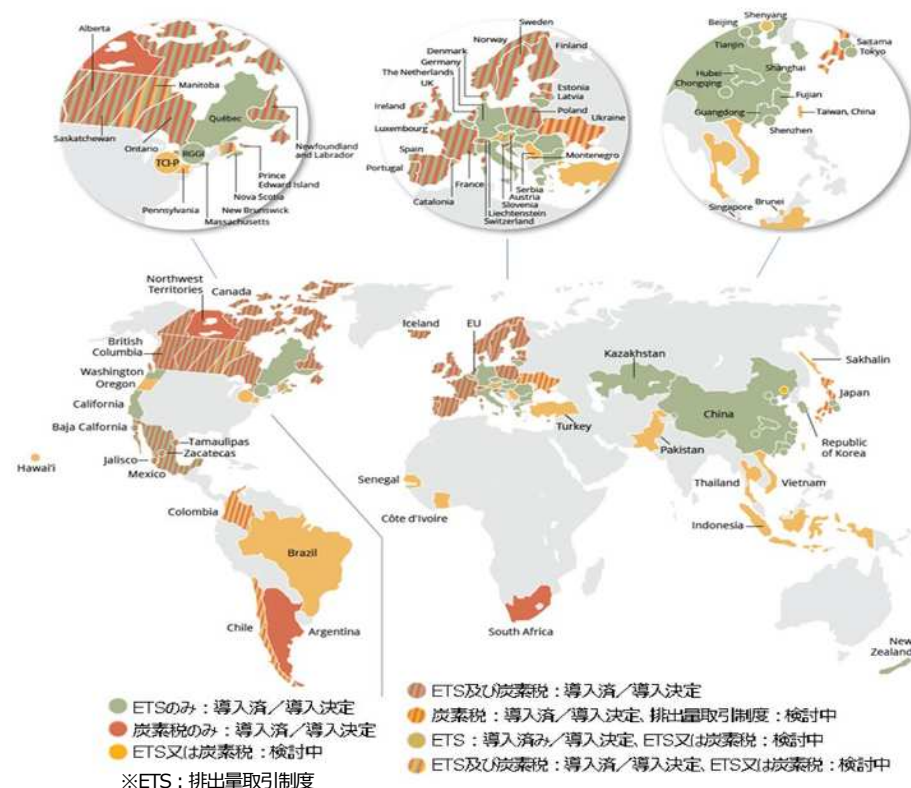 Alberta
Manitoba
Saskatchewan
Ontario
Québec
TCI-P
RGGI
Pennsylvania
Massachusetts
New Brunswick
Nova Scotia
Prince
Edward Island
Newfoundland
and Labrador
Sweden
Norway
Finland
Denmark
Germany
The Netherlands
UK
Ireland
Luxembourg
Spain
Portugal
Catalonia
France
Switzerland
Liechtenstein
Slovenia
Austria
Serbia
Montenegro
Ukraine
Poland
Latvia
Estonia
Shenyang
Beijing
Tianjin
Saitama
Tokyo
Shanghai
Hubei
Chongqing
Fujian
Guangdong
Taiwan, China
Shenzhen
Singapore
Brunei
Northwest
Territories
Canada
British
Columbia
Washington
Oregon
California
Baja Calfornia
Hawai'i
Jalisco
Mexico
Tamaulipas
Zacatecas
Colombia
Brazil
Chile
Argentina
Iceland
EU
Turkey
Senegal
Côte d'Ivoire
South Africa
Kazakhstan
China
Pakistan
Thailand
Vietnam
Indonesia
Sakhalin
Japan
Republic
of Korea
New
Zealand
ETSのみ：導入済／導入決定
炭素税のみ：導入済／導入決定
ETS又は炭素税：検討中
※ETS：排出量取引制度
ETS及び炭素税：導入済／導入決定
炭素税：導入済／導入決定、排出量取引制度：検討中
ETS：導入済み／導入決定、ETS又は炭素税：検討中
ETS及び炭素税：導入済／導入決定、ETS又は炭素税：検討中